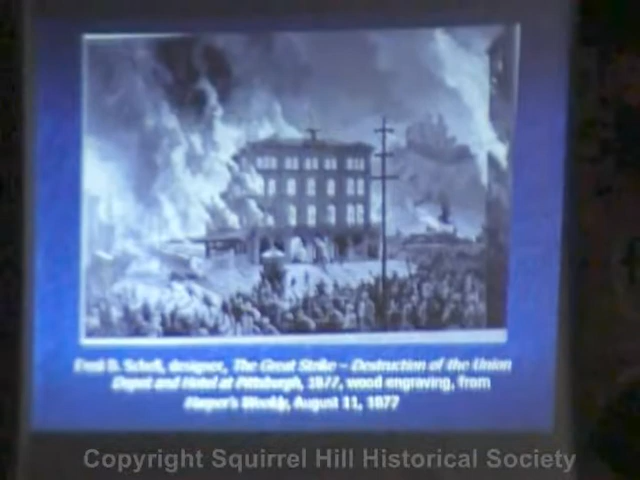 Fred B. Schell, designer, The Great Strike – Destruction of the Union
Depot and Hotel at Pittsburgh, 1877, wood engraving, from
Harper's Weekly, August 11, 1877
Copyright Squirrel Hill Historical Society